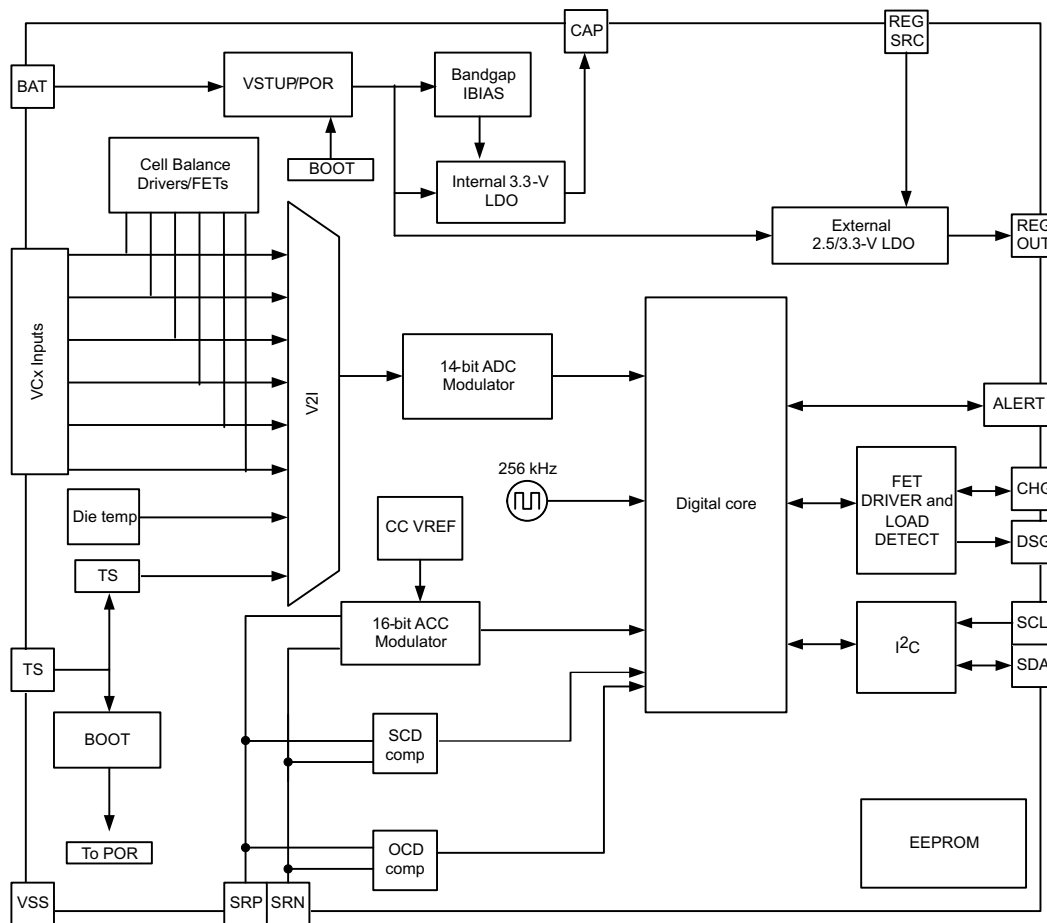 CAP
REG
SRC
BAT
VSTUP/POR
Bandgap
IBIAS
BOOT
Cell Balance
Drivers/FETs
Internal 3.3-V
LDO
External
2.5/3.3-V LDO
REG
OUT
VCx Inputs
V2I
14-bit ADC
Modulator
ALERT
256 kHz
Digital core
FET
DRIVER and
LOAD
DETECT
CHG
DSG
Die temp
CC VREF
TS
16-bit ACC
Modulator
I2C
SCL
SDA
TS
BOOT
SCD
comp
To POR
OCD
comp
EEPROM
VSS
SRP
SRN